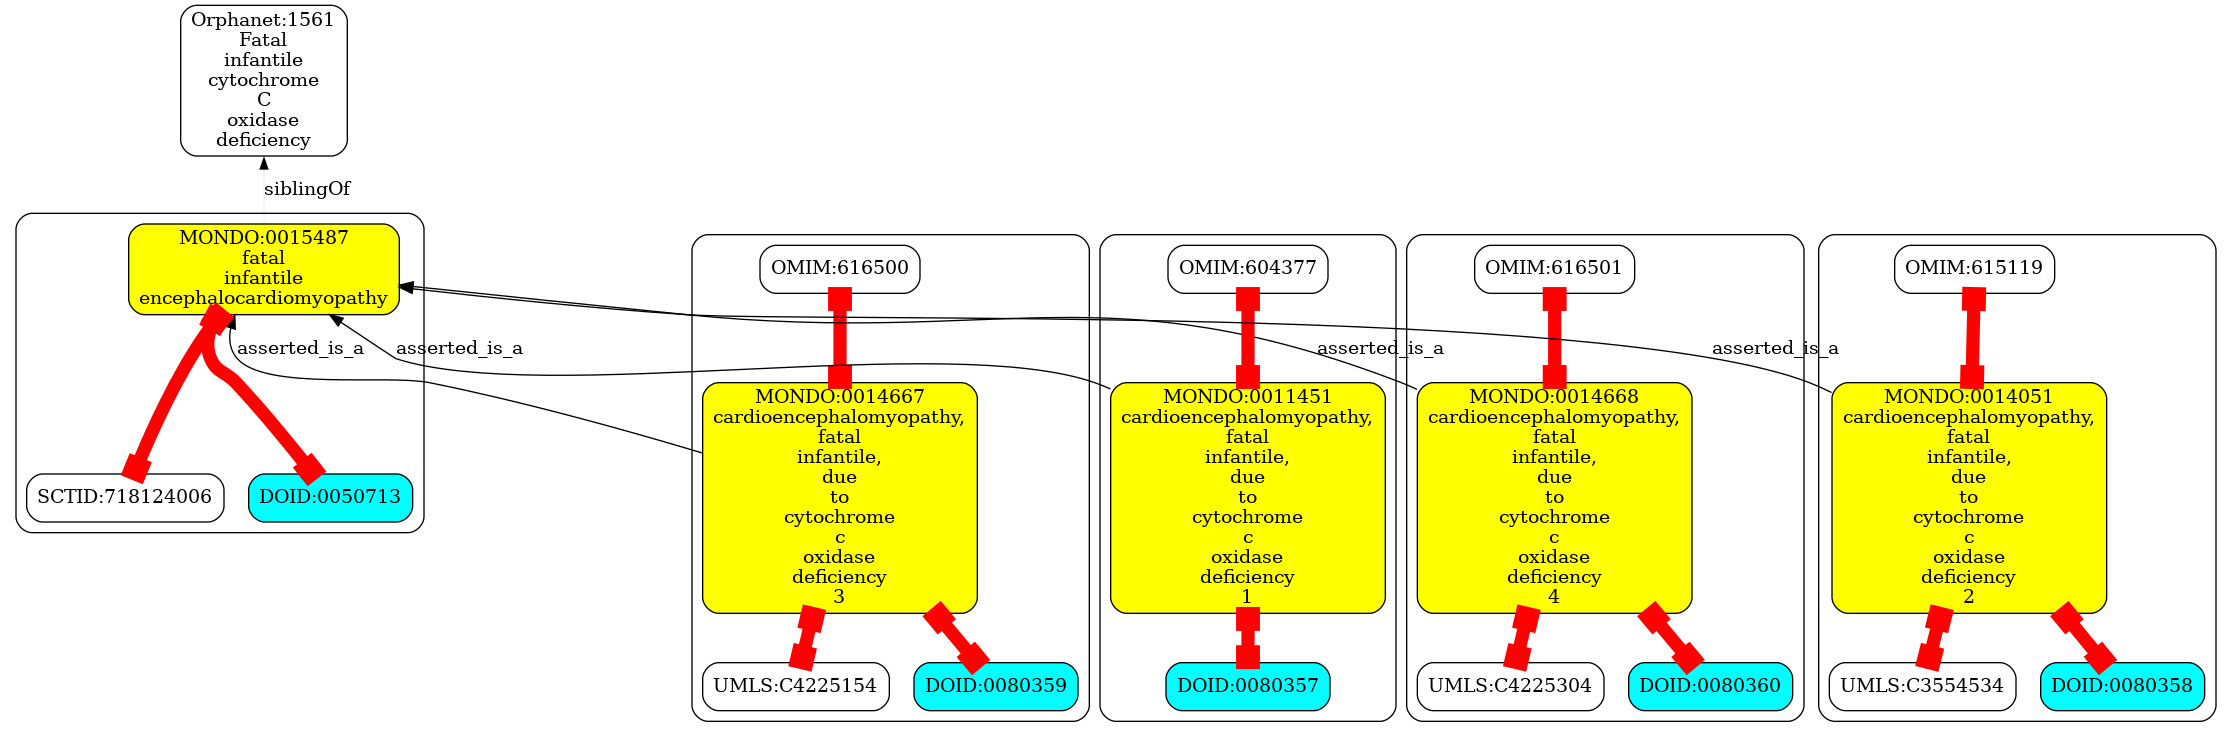 Orphanet:1561
Fatal
infantile
cytochrome
C
oxidase
deficiency
siblingOf
MONDO:0015487
fatal
infantile
encephalocardiomyopathy
asserted_is_a
asserted_is_a
asserted_is_a
asserted_is_a
SCTID:718124006
DOID:0050713
OMIM:616500
MONDO:0014667
cardioencephalomyopathy,
fatal
infantile,
due
to
cytochrome
c
oxidase
deficiency
3
UMLS:C4225154
DOID:0080359
OMIM:604377
MONDO:0011451
cardioencephalomyopathy,
fatal
infantile,
due
to
cytochrome
c
oxidase
deficiency
1
DOID:0080357
OMIM:616501
MONDO:0014668
cardioencephalomyopathy,
fatal
infantile,
due
to
cytochrome
c
oxidase
deficiency
4
UMLS:C4225304
DOID:0080360
OMIM:615119
MONDO:0014051
cardioencephalomyopathy,
fatal
infantile,
due
to
cytochrome
c
oxidase
deficiency
2
UMLS:C3554534
DOID:0080358